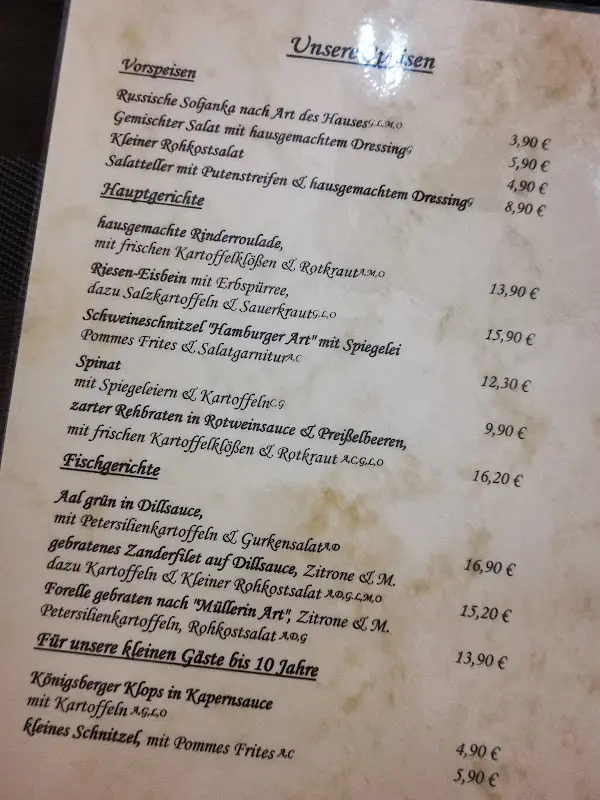 Unsere Speisen
Vorspeisen
Russische Soljanka nach Art des Hauses G,L,M,O 3,90 €
Gemischter Salat mit hausgemachtem Dressing G 5,90 €
Kleiner Rohkostsalat 4,90 €
Salatteller mit Putenstreifen & hausgemachtem Dressing G 8,90 €
Hauptgerichte
hausgemachte Rinderroulade,
mit frischen Kartoffelklößen & Rotkraut A,M,O 13,90 €
Riesen-Eisbein mit Erbspürree,
dazu Salzkartoffeln & Sauerkraut G,L,O 15,90 €
Schweineschnitzel "Hamburger Art" mit Spiegelei
Pommes Frites & Salatgarnitur A,C 12,30 €
Spinat
mit Spiegeleiern & Kartoffeln C,G 9,90 €
zarter Rehbraten in Rotweinsauce & Preißelbeeren,
mit frischen Kartoffelklößen & Rotkraut A,C,G,L,O 16,20 €
Fischgerichte
Aal grün in Dillsauce,
mit Petersilienkartoffeln & Gurkensalat A,D 16,90 €
gebratenes Zanderfilet auf Dillsauce, Zitrone & M.
dazu Kartoffeln & Kleiner Rohkostsalat A,D,G,L,M,O 15,20 €
Forelle gebraten nach "Müllerin Art", Zitrone & M.
Petersilienkartoffeln, Rohkostsalat A,D,G 13,90 €
Für unsere kleinen Gäste bis 10 Jahre
Königsberger Klops in Kapernsauce
mit Kartoffeln A,G,L,O 4,90 €
kleines Schnitzel, mit Pommes Frites A,C 5,90 €